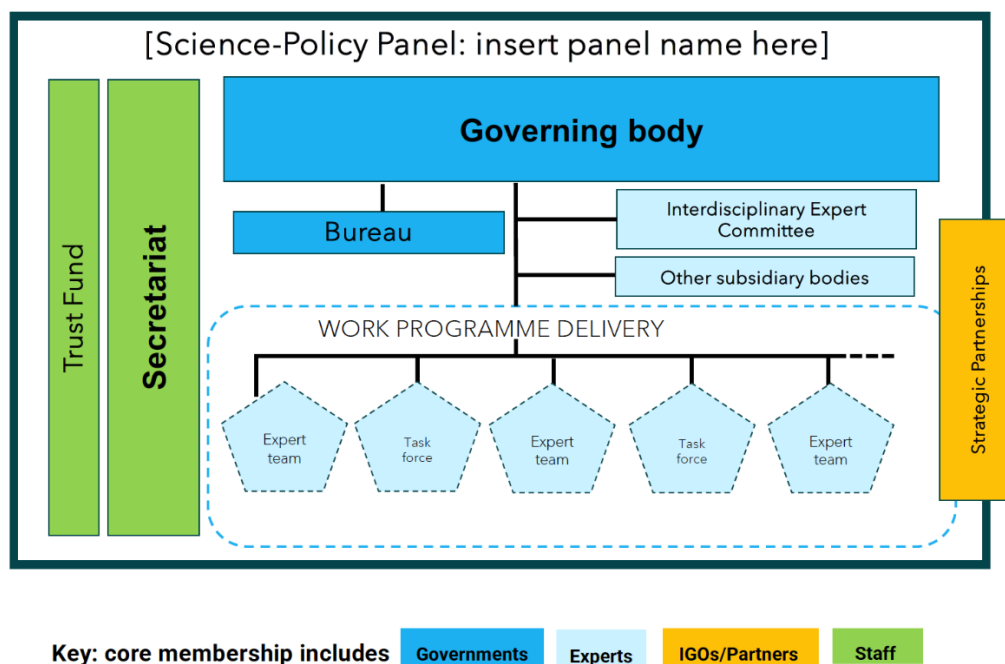 [Science-Policy Panel: insert panel name here]
Trust Fund
Secretariat
Governing body
Bureau
Interdisciplinary Expert
Committee
Other subsidiary bodies
WORK PROGRAMME DELIVERY
Expert
team
Task
force
Expert
team
Task
force
Expert
team
Strategic Partnerships
Key: core membership includes
Governments
Experts
IGOs/Partners
Staff